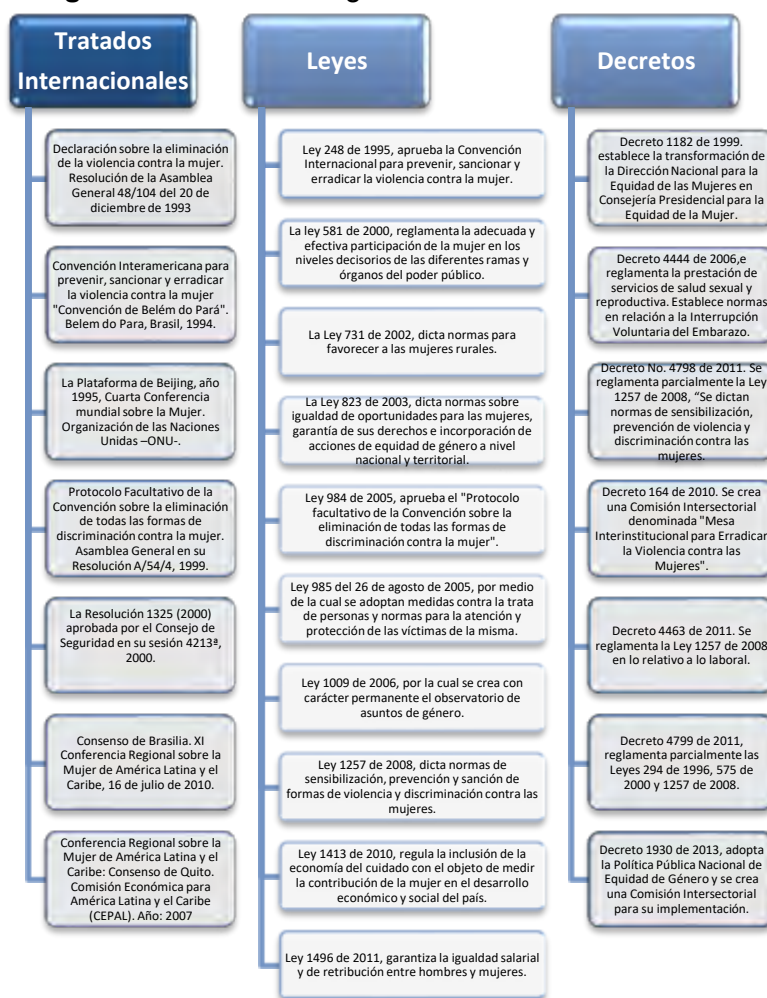 Tratados
Internacionales
Declaración sobre la eliminación
de la violencia contra la mujer.
Resolución de la Asamblea
General 48/104 del 20 de
diciembre de 1993
Convención Interamericana para
prevenir, sancionar y erradicar
la violencia contra la mujer
"Convención de Belém do Pará".
Belem do Para, Brasil, 1994.
La Plataforma de Beijing, año
1995, Cuarta Conferencia
mundial sobre la Mujer.
Organización de las Naciones
Unidas –ONU-.
Protocolo Facultativo de la
Convención sobre la eliminación
de todas las formas de
discriminación contra la mujer.
Asamblea General en su
Resolución A/54/4, 1999.
La Resolución 1325 (2000)
aprobada por el Consejo de
Seguridad en su sesión 4213ª,
2000.
Consenso de Brasilia. XI
Conferencia Regional sobre la
Mujer de América Latina y el
Caribe, 16 de julio de 2010.
Conferencia Regional sobre la
Mujer de América Latina y el
Caribe: Consenso de Quito.
Comisión Económica para
América Latina y el Caribe
(CEPAL). Año: 2007
Leyes
Ley 248 de 1995, aprueba la Convención
Internacional para prevenir, sancionar y
erradicar la violencia contra la mujer.
La ley 581 de 2000, reglamenta la adecuada y
efectiva participación de la mujer en los
niveles decisorios de las diferentes ramas y
órganos del poder público.
La Ley 731 de 2002, dicta normas para
favorecer a las mujeres rurales.
La Ley 823 de 2003, dicta normas sobre
igualdad de oportunidades para las mujeres,
garantía de sus derechos e incorporación de
acciones de equidad de género a nivel
nacional y territorial.
Ley 984 de 2005, aprueba el "Protocolo
facultativo de la Convención sobre la
eliminación de todas las formas de
discriminación contra la mujer".
Ley 985 del 26 de agosto de 2005, por medio
de la cual se adoptan medidas contra la trata
de personas y normas para la atención y
protección de las víctimas de la misma.
Ley 1009 de 2006, por la cual se crea con
carácter permanente el observatorio de
asuntos de género.
Ley 1257 de 2008, dicta normas de
sensibilización, prevención y sanción de
formas de violencia y discriminación contra las
mujeres.
Ley 1413 de 2010, regula la inclusión de la
economía del cuidado con el objeto de medir
la contribución de la mujer en el desarrollo
económico y social del país.
Ley 1496 de 2011, garantiza la igualdad salarial
y de retribución entre hombres y mujeres.
Decretos
Decreto 1182 de 1999.
establece la transformación de
la Dirección Nacional para la
Equidad de las Mujeres en
Consejería Presidencial para la
Equidad de la Mujer.
Decreto 4444 de 2006,e
reglamenta la prestación de
servicios de salud sexual y
reproductiva. Establece normas
en relación a la Interrupción
Voluntaria del Embarazo.
Decreto No. 4798 de 2011. Se
reglamenta parcialmente la Ley
1257 de 2008, “Se dictan
normas de sensibilización,
prevención de violencia y
discriminación contra las
mujeres.
Decreto 164 de 2010. Se crea
una Comisión Intersectorial
denominada "Mesa
Interinstitucional para Erradicar
la Violencia contra las
Mujeres".
Decreto 4463 de 2011. Se
reglamenta la Ley 1257 de 2008
en lo relativo a lo laboral.
Decreto 4799 de 2011,
reglamenta parcialmente las
Leyes 294 de 1996, 575 de
2000 y 1257 de 2008.
Decreto 1930 de 2013, adopta
la Política Pública Nacional de
Equidad de Género y se crea
una Comisión Intersectorial
para su implementación.